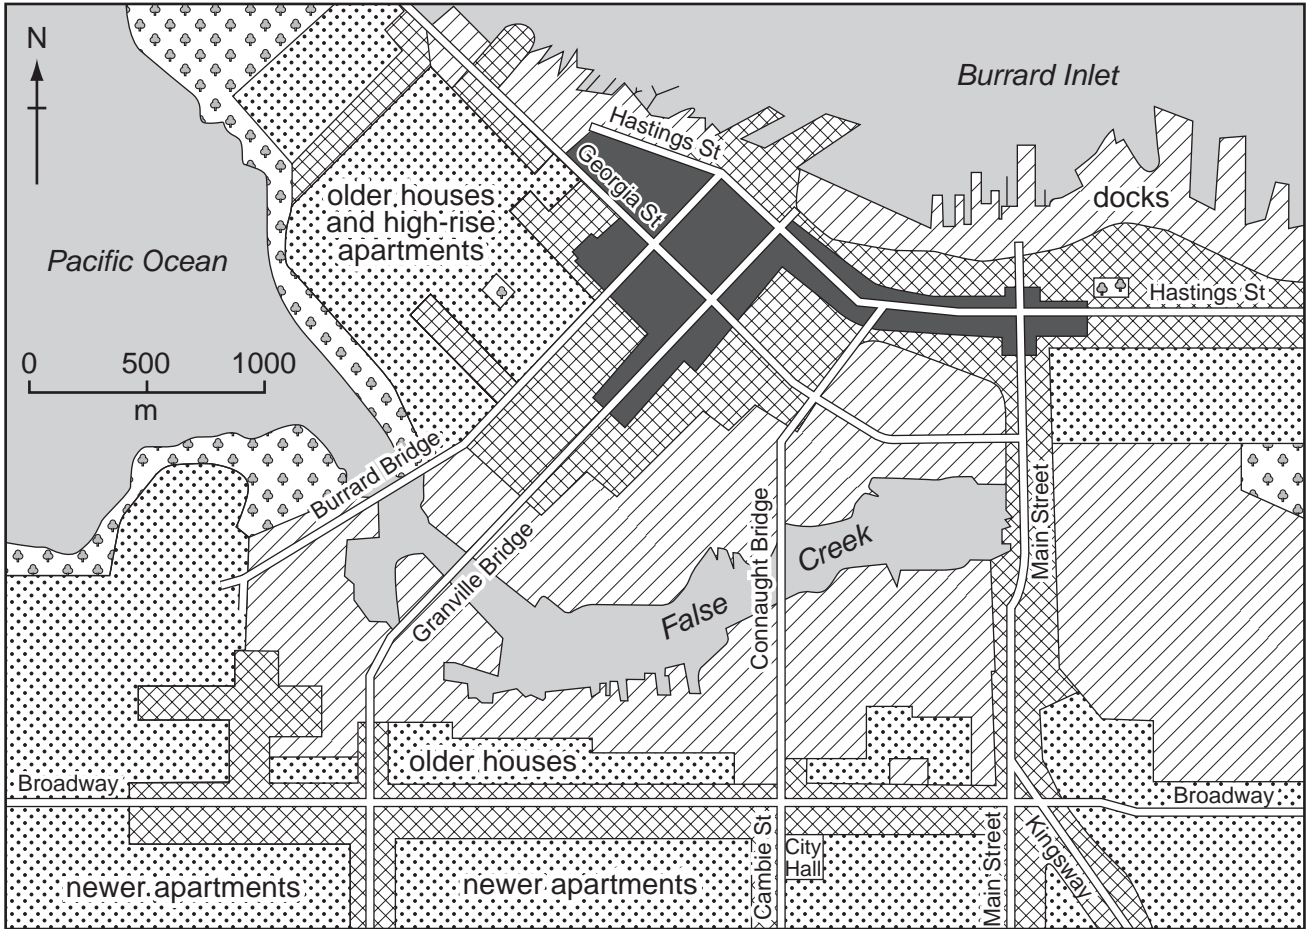 N
Burrard Inlet
Hastings St
Georgia St
docks
older houses
and high-rise
apartments
Pacific Ocean
Hastings St
0 500 1000
m
Burrard Bridge
Granville Bridge
Connaught Bridge
False
Creek
Main Street
older houses
Broadway
Broadway
Cambie St
City
Hall
Main Street
Kingsway
newer apartments
newer apartments